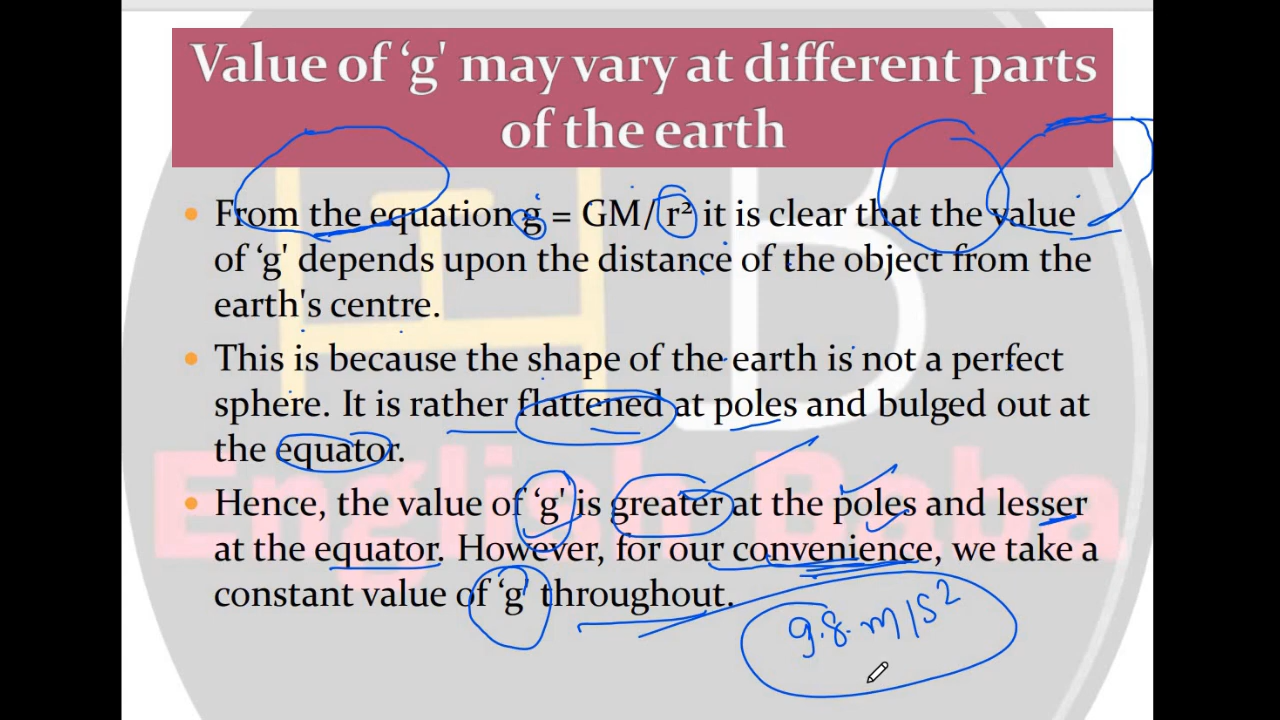 Value of ‘g' may vary at different parts
of the earth
• From the equation g = GM/ r² it is clear that the value
of ‘g' depends upon the distance of the object from the
earth's centre.
• This is because the shape of the earth is not a perfect
sphere. It is rather flattened at poles and bulged out at
the equator.
• Hence, the value of ‘g' is greater at the poles and lesser
at the equator. However, for our convenience, we take a
constant value of ‘g' throughout.
9.8 m/s²
English Baba